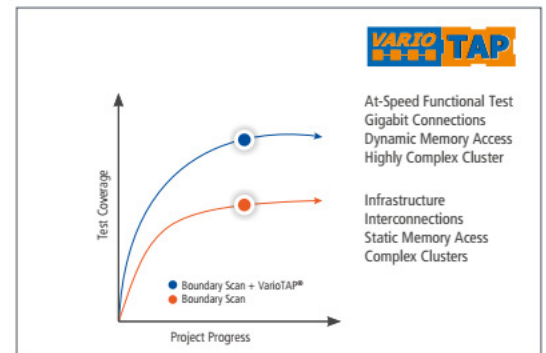 VARIO TAP
At-Speed Functional Test
Gigabit Connections
Dynamic Memory Access
Highly Complex Cluster
Infrastructure
Interconnections
Static Memory Acess
Complex Clusters
Test Coverage
Boundary Scan + VarioTAP®
Boundary Scan
Project Progress